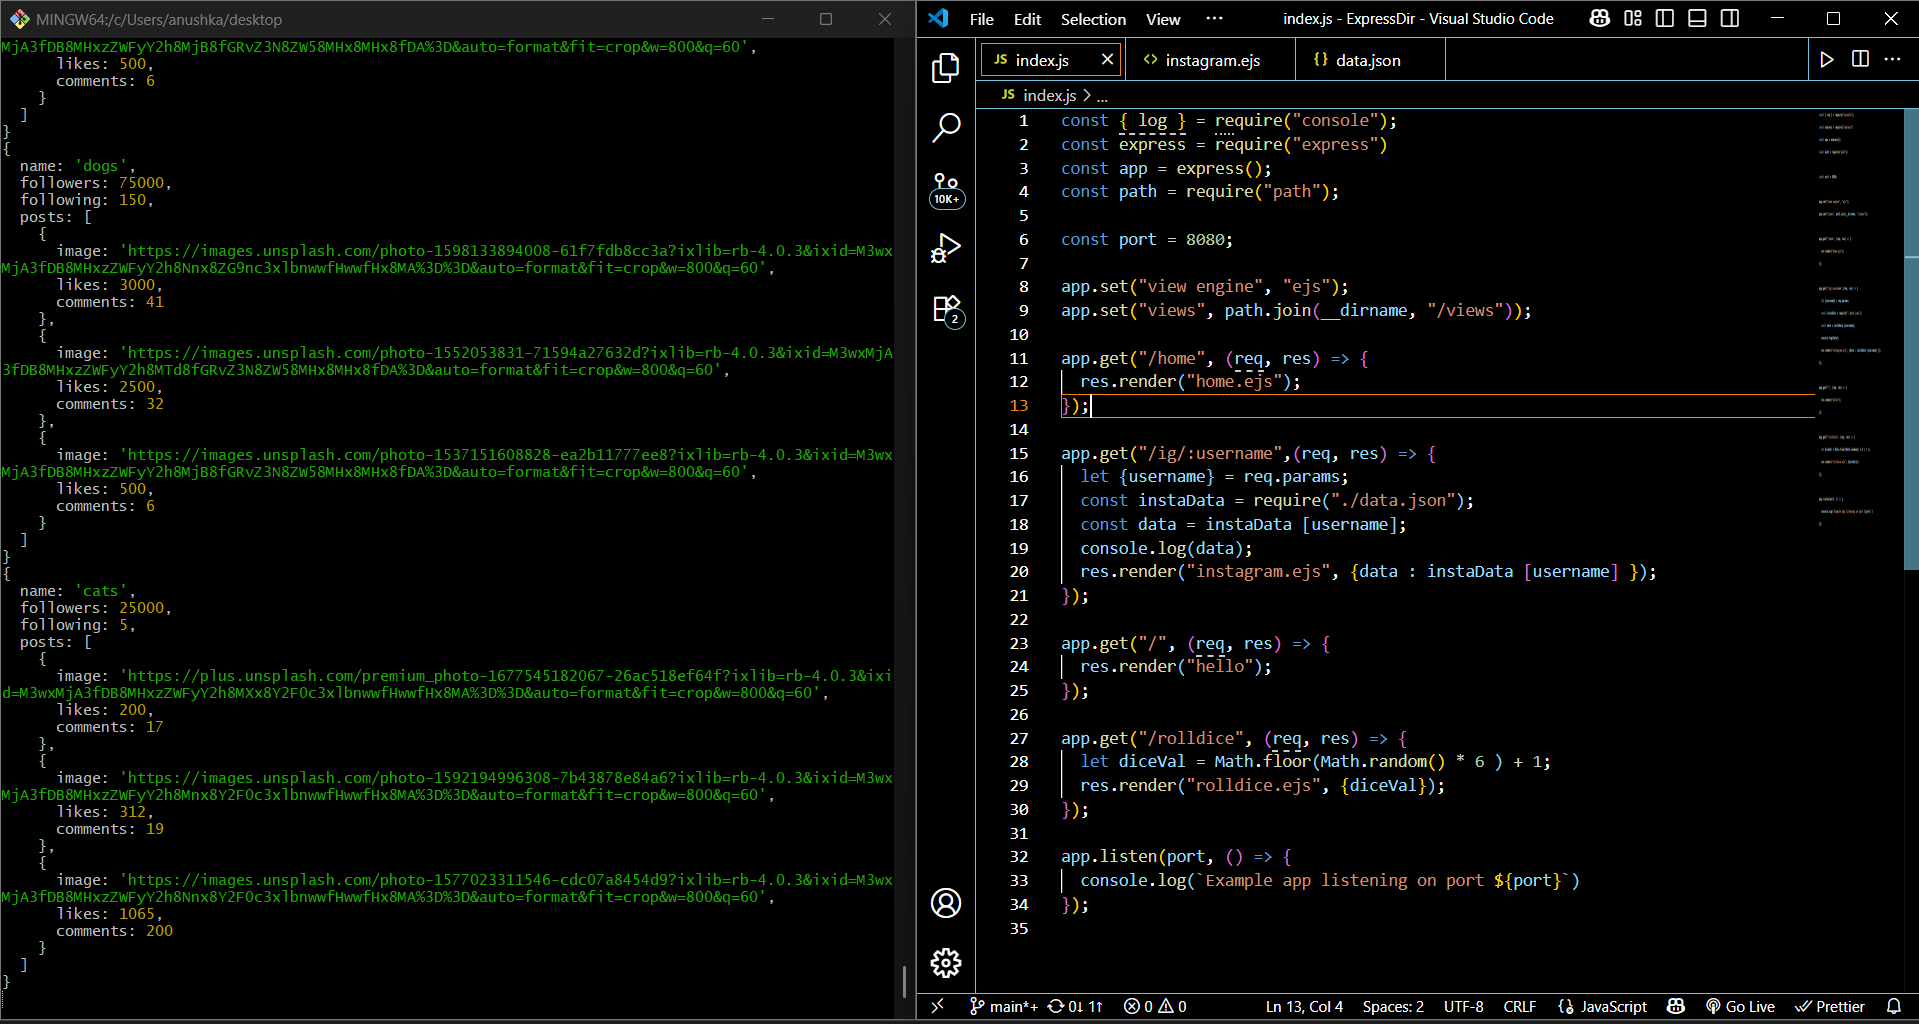 MINGW64:/c/Users/anushka/desktop
MjA3fDB8MHxzZWFyY2h8MjB8fGRvZ3N8ZW58MHx8MHx8fDA%3D&auto=format&fit=crop&w=800&q=60',
likes: 500,
comments: 6
}
]
}
{
name: 'dogs',
followers: 75000,
following: 150,
posts: [
{
image: 'https://images.unsplash.com/photo-1598133894008-61f7fdb8cc3a?ixlib=rb-4.0.3&ixid=M3wx
MjA3fDB8MHxzZWFyY2h8Nnx8ZG9nc3xlbnwwfHwwfHx8MA%3D%3D&auto=format&fit=crop&w=800&q=60',
likes: 3000,
comments: 41
},
{
image: 'https://images.unsplash.com/photo-1552053831-71594a27632d?ixlib=rb-4.0.3&ixid=M3wxMjA
3fDB8MHxzZWFyY2h8MTd8fGRvZ3N8ZW58MHx8MHx8fDA%3D&auto=format&fit=crop&w=800&q=60',
likes: 2500,
comments: 32
},
{
image: 'https://images.unsplash.com/photo-1537151608828-ea2b11777ee8?ixlib=rb-4.0.3&ixid=M3wx
MjA3fDB8MHxzZWFyY2h8MjB8fGRvZ3N8ZW58MHx8MHx8fDA%3D&auto=format&fit=crop&w=800&q=60',
likes: 500,
comments: 6
}
]
}
{
name: 'cats',
followers: 25000,
following: 5,
posts: [
{
image: 'https://plus.unsplash.com/premium_photo-1677545182067-26ac518ef64f?ixlib=rb-4.0.3&ixi
d=M3wxMjA3fDB8MHxzZWFyY2h8MXx8Y2F0c3xlbnwwfHwwfHx8MA%3D%3D&auto=format&fit=crop&w=800&q=60',
likes: 200,
comments: 17
},
{
image: 'https://images.unsplash.com/photo-1592194996308-7b43878e84a6?ixlib=rb-4.0.3&ixid=M3wx
MjA3fDB8MHxzZWFyY2h8Mnx8Y2F0c3xlbnwwfHwwfHx8MA%3D%3D&auto=format&fit=crop&w=800&q=60',
likes: 312,
comments: 19
},
{
image: 'https://images.unsplash.com/photo-1577023311546-cdc07a8454d9?ixlib=rb-4.0.3&ixid=M3wx
MjA3fDB8MHxzZWFyY2h8Nnx8Y2F0c3xlbnwwfHwwfHx8MA%3D%3D&auto=format&fit=crop&w=800&q=60',
likes: 1065,
comments: 200
}
]
}
File Edit Selection View ··· index.js - ExpressDir - Visual Studio Code
JS index.js {} instagram.ejs {} data.json
JS index.js > ...
10K+
2
1 const { log } = require("console");
2 const express = require("express")
3 const app = express();
4 const path = require("path");
5
6 const port = 8080;
7
8 app.set("view engine", "ejs");
9 app.set("views", path.join(__dirname, "/views"));
10
11 app.get("/home", (req, res) => {
12 res.render("home.ejs");
13 });
14
15 app.get("/ig/:username",(req, res) => {
16 let {username} = req.params;
17 const instaData = require("./data.json");
18 const data = instaData [username];
19 console.log(data);
20 res.render("instagram.ejs", {data : instaData [username] });
21 });
22
23 app.get("/", (req, res) => {
24 res.render("hello");
25 });
26
27 app.get("/rolldice", (req, res) => {
28 let diceVal = Math.floor(Math.random() * 6 ) + 1;
29 res.render("rolldice.ejs", {diceVal});
30 });
31
32 app.listen(port, () => {
33 console.log(`Example app listening on port ${port}`)
34 });
35
main*+ 0↓ 1↑ 0 0 Ln 13, Col 4 Spaces: 2 UTF-8 CRLF {} JavaScript Go Live Prettier